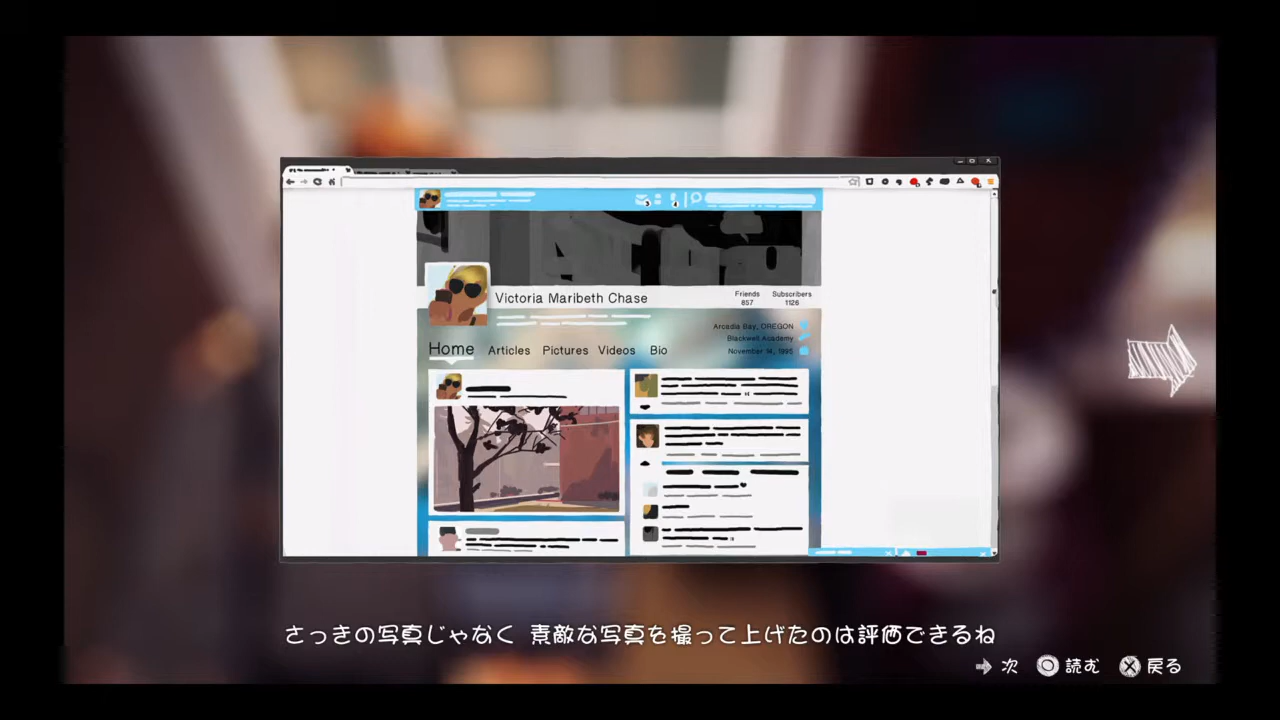 Victoria Maribeth Chase
Friends
857
Subscribers
1126
Arcadia Bay, OREGON
Blackwell Academy
November 14, 1995
Home Articles Pictures Videos Bio
さっきの写真じゃなく 素敵な写真を撮って上げたのは評価できるね
次 読む 戻る